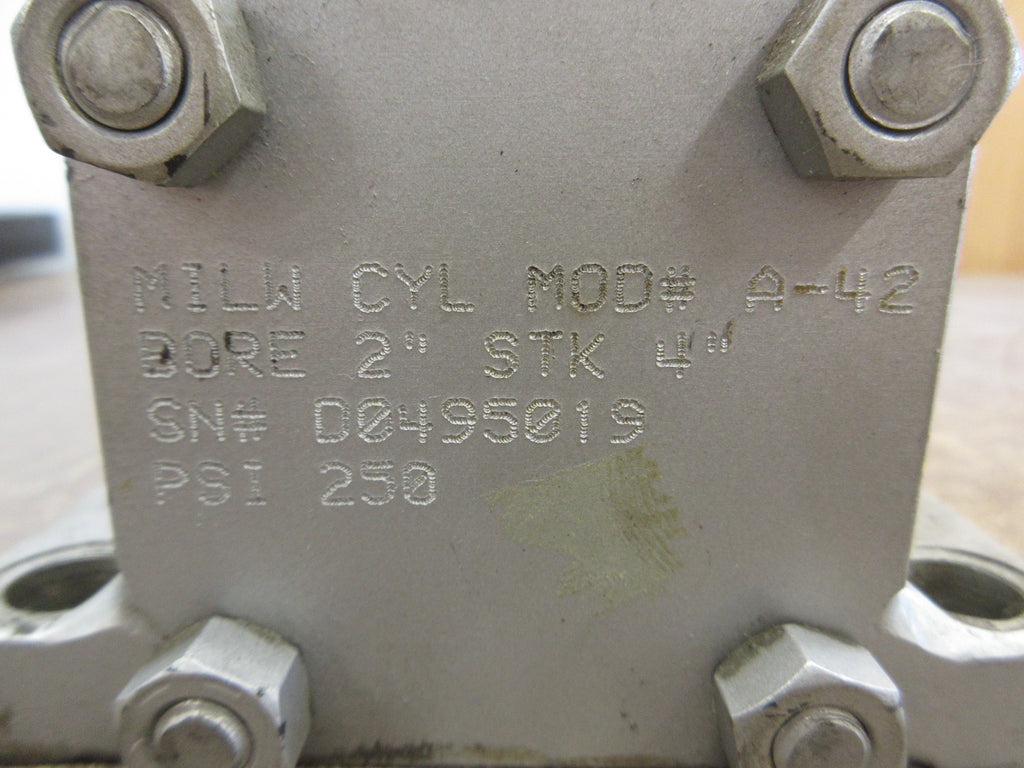 MILW CYL MOD# A-42
BORE 2" STK 4"
SN# D0495019
PSI 250